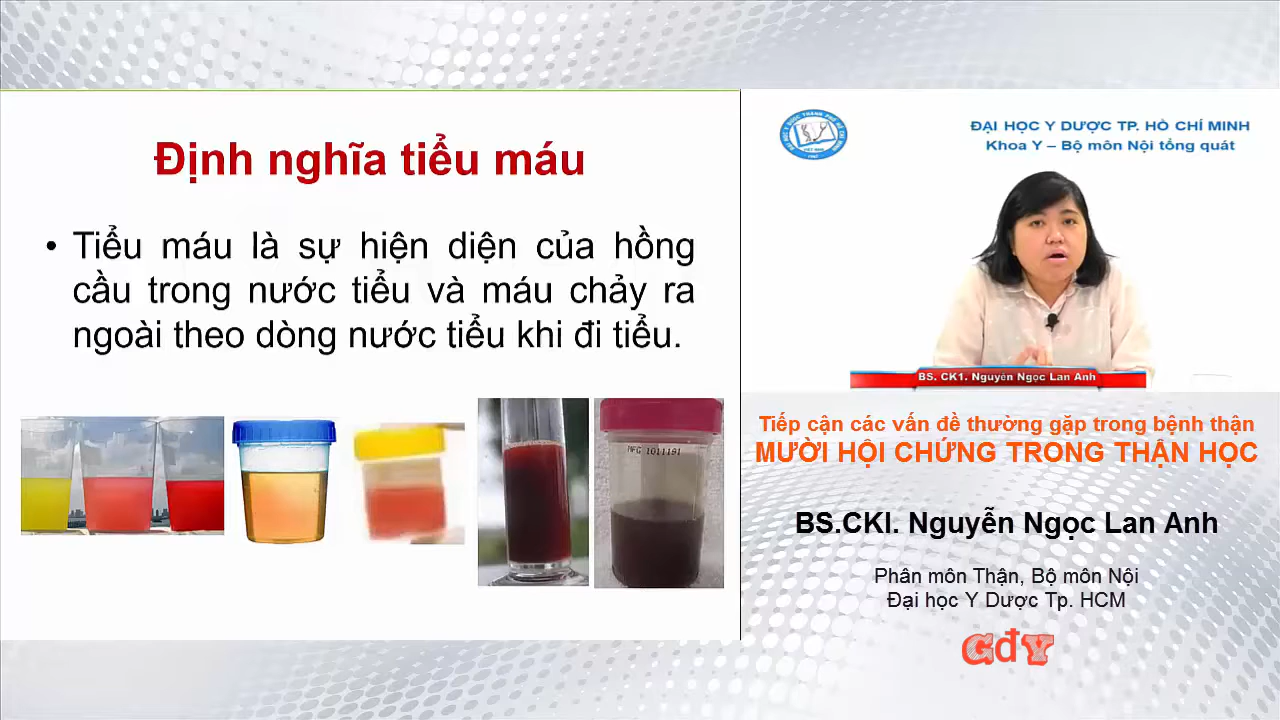 Định nghĩa tiểu máu
• Tiểu máu là sự hiện diện của hồng
cầu trong nước tiểu và máu chảy ra
ngoài theo dòng nước tiểu khi đi tiểu.
MFG 1011191
ĐẠI HỌC Y DƯỢC TP. HỒ CHÍ MINH
Khoa Y – Bộ môn Nội tổng quát
BS. CK1. Nguyễn Ngọc Lan Anh
Tiếp cận các vấn đề thường gặp trong bệnh thận
MƯỜI HỘI CHỨNG TRONG THẬN HỌC
BS.CKI. Nguyễn Ngọc Lan Anh
Phân môn Thận, Bộ môn Nội
Đại học Y Dược Tp. HCM
GđY